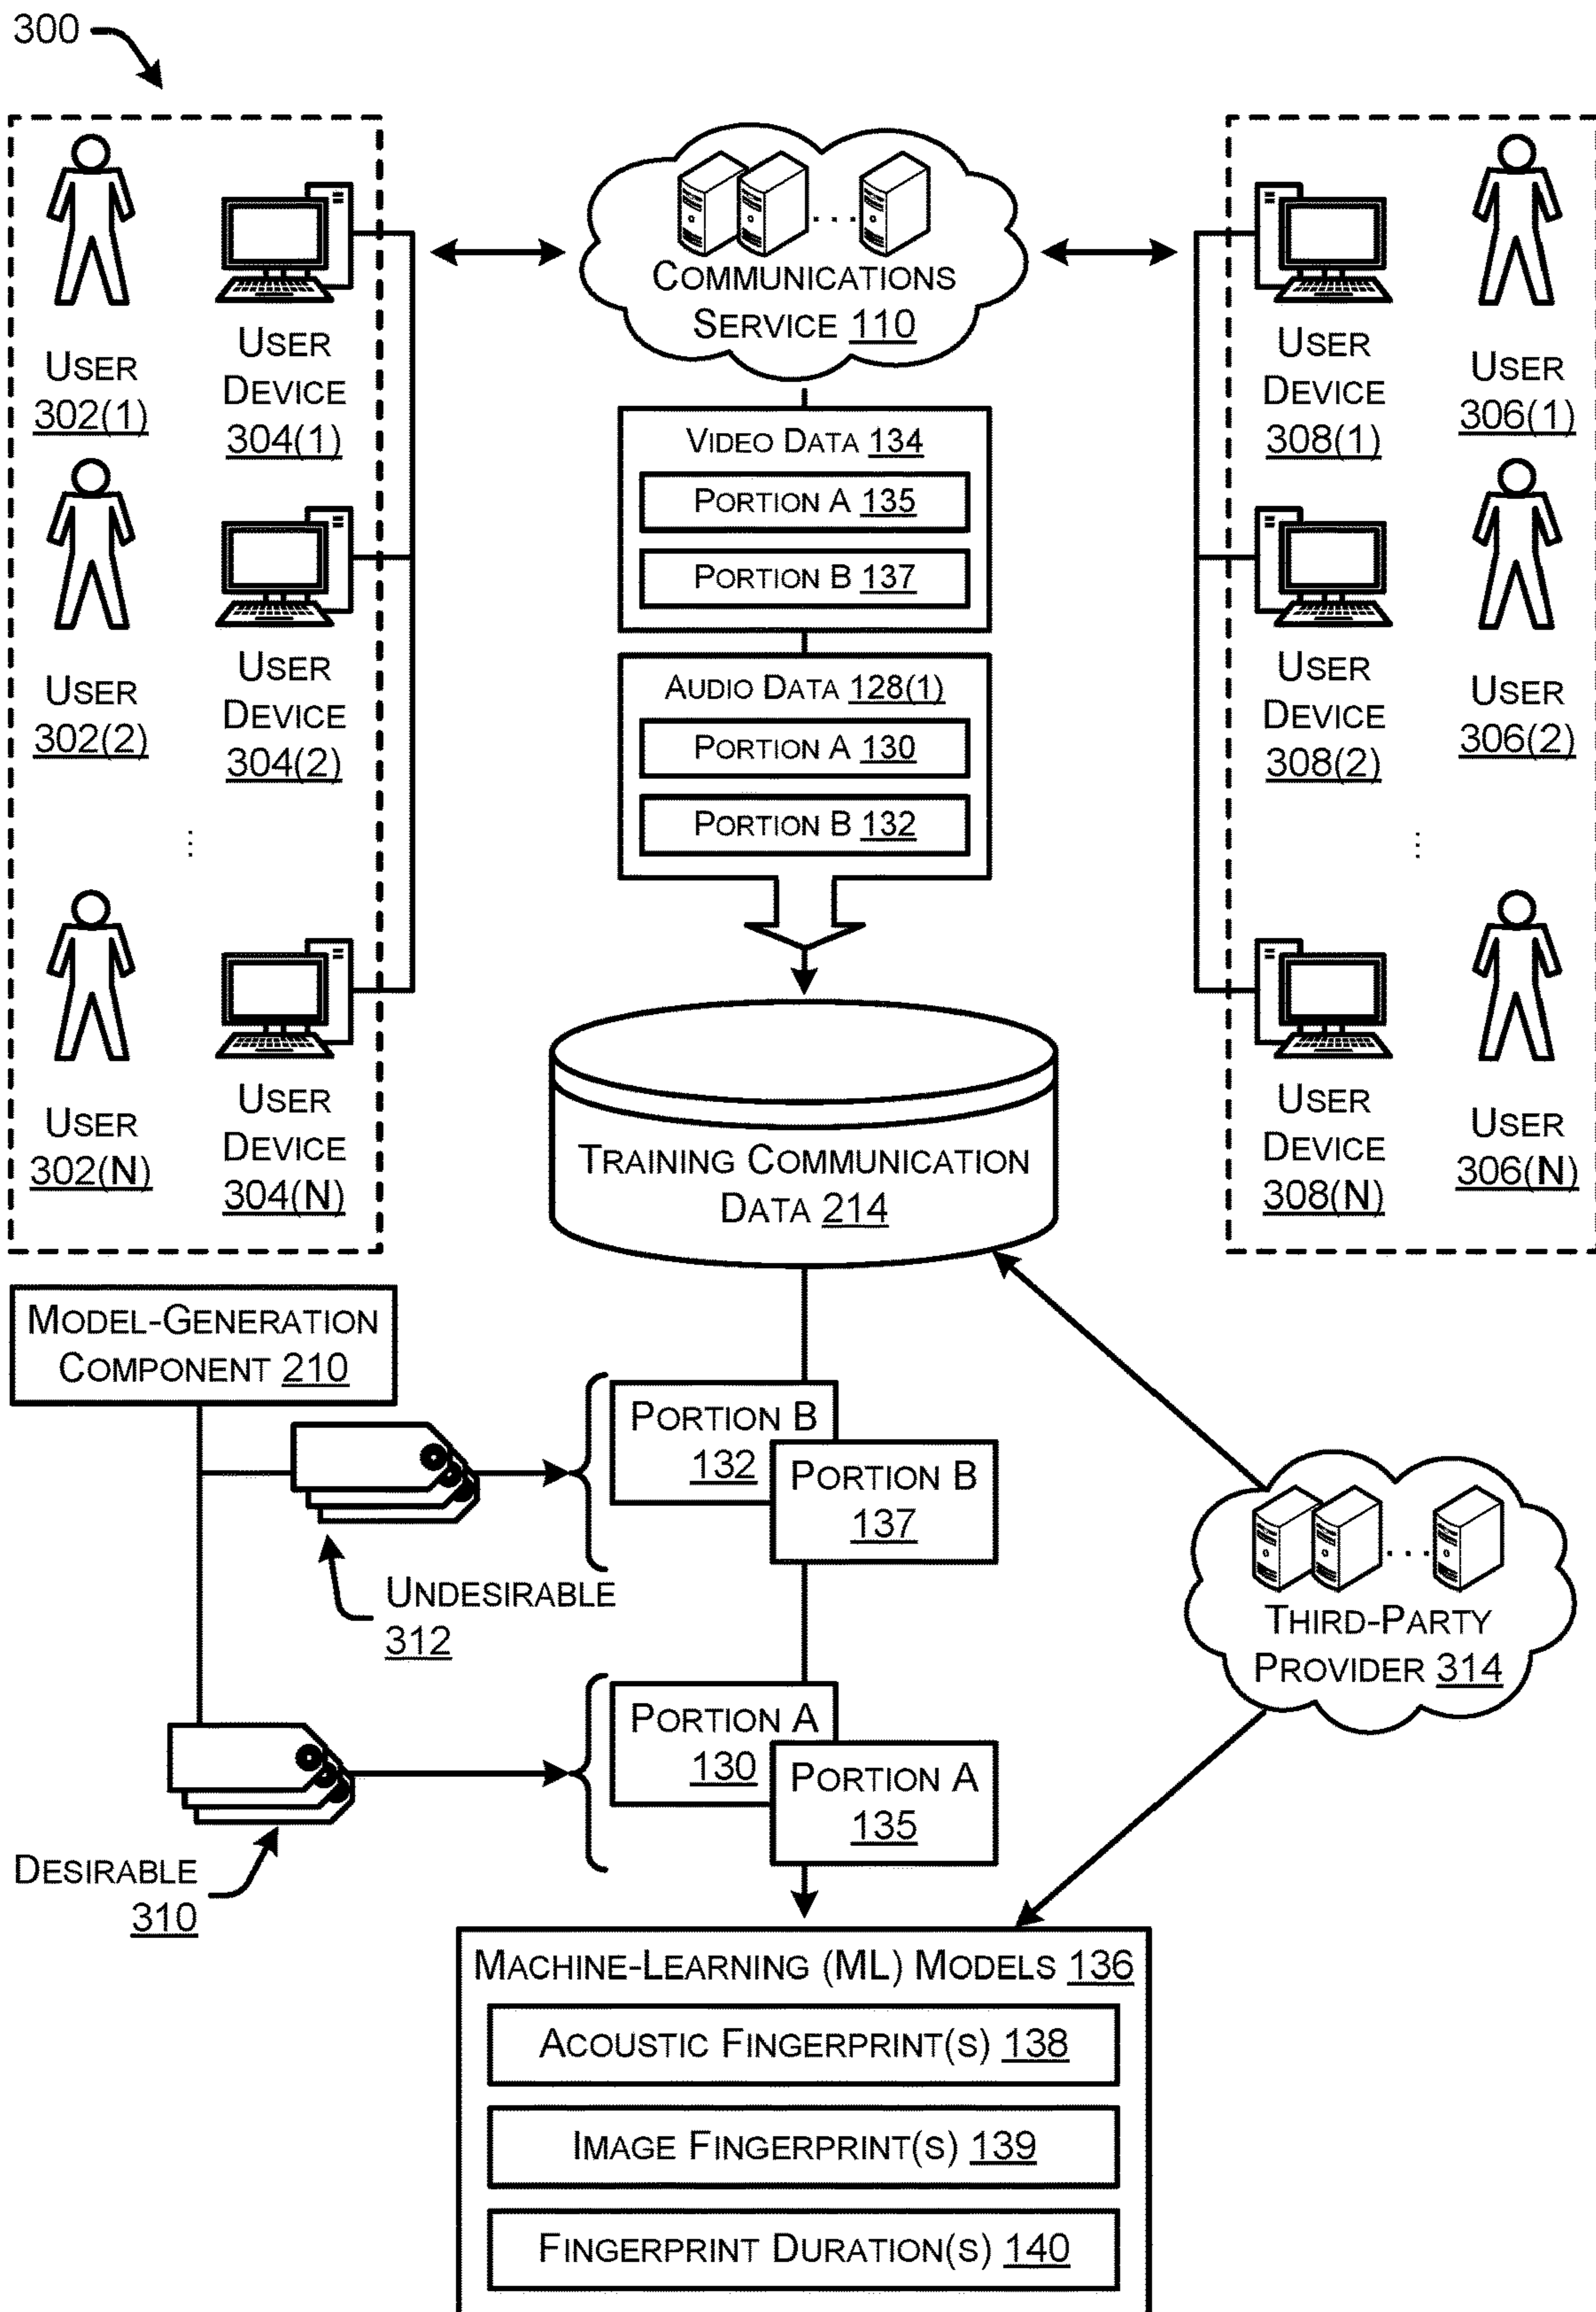 300
USER
302(1)
USER
DEVICE
304(1)
USER
302(2)
USER
DEVICE
304(2)
...
USER
302(N)
USER
DEVICE
304(N)
...
COMMUNICATIONS
SERVICE 110
VIDEO DATA 134
PORTION A 135
PORTION B 137
AUDIO DATA 128(1)
PORTION A 130
PORTION B 132
USER
DEVICE
308(1)
USER
306(1)
USER
DEVICE
308(2)
USER
306(2)
...
USER
DEVICE
308(N)
USER
306(N)
TRAINING COMMUNICATION
DATA 214
MODEL-GENERATION
COMPONENT 210
PORTION B
132
PORTION B
137
UNDESIRABLE
312
...
THIRD-PARTY
PROVIDER 314
PORTION A
130
PORTION A
135
DESIRABLE
310
MACHINE-LEARNING (ML) MODELS 136
ACOUSTIC FINGERPRINT(S) 138
IMAGE FINGERPRINT(S) 139
FINGERPRINT DURATION(S) 140